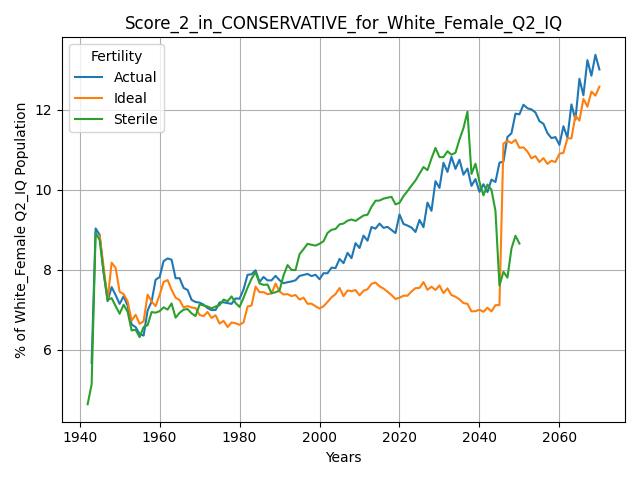 Score_2_in_CONSERVATIVE_for_White_Female_Q2_IQ
Fertility
Actual
Ideal
Sterile
% of White_Female Q2_IQ Population
12
10
8
6
1940 1960 1980 2000 2020 2040 2060
Years